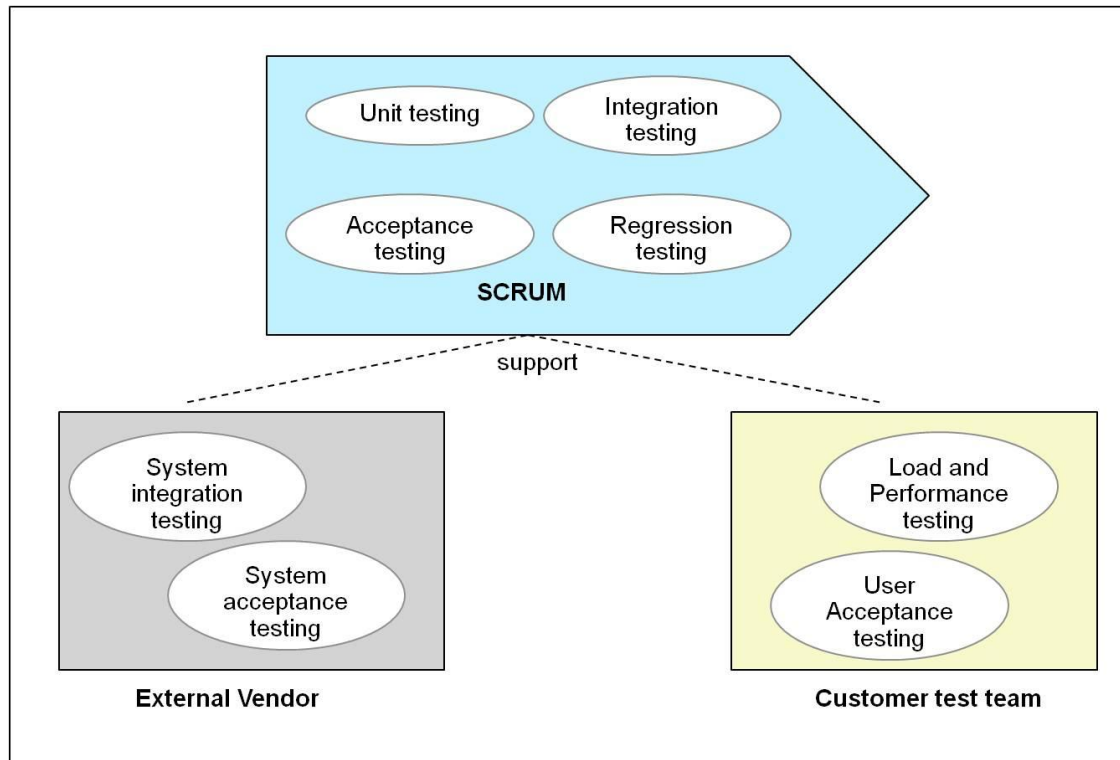 Unit testing
Integration
testing
Acceptance
testing
Regression
testing
SCRUM
support
System
integration
testing
System
acceptance
testing
External Vendor
Load and
Performance
testing
User
Acceptance
testing
Customer test team